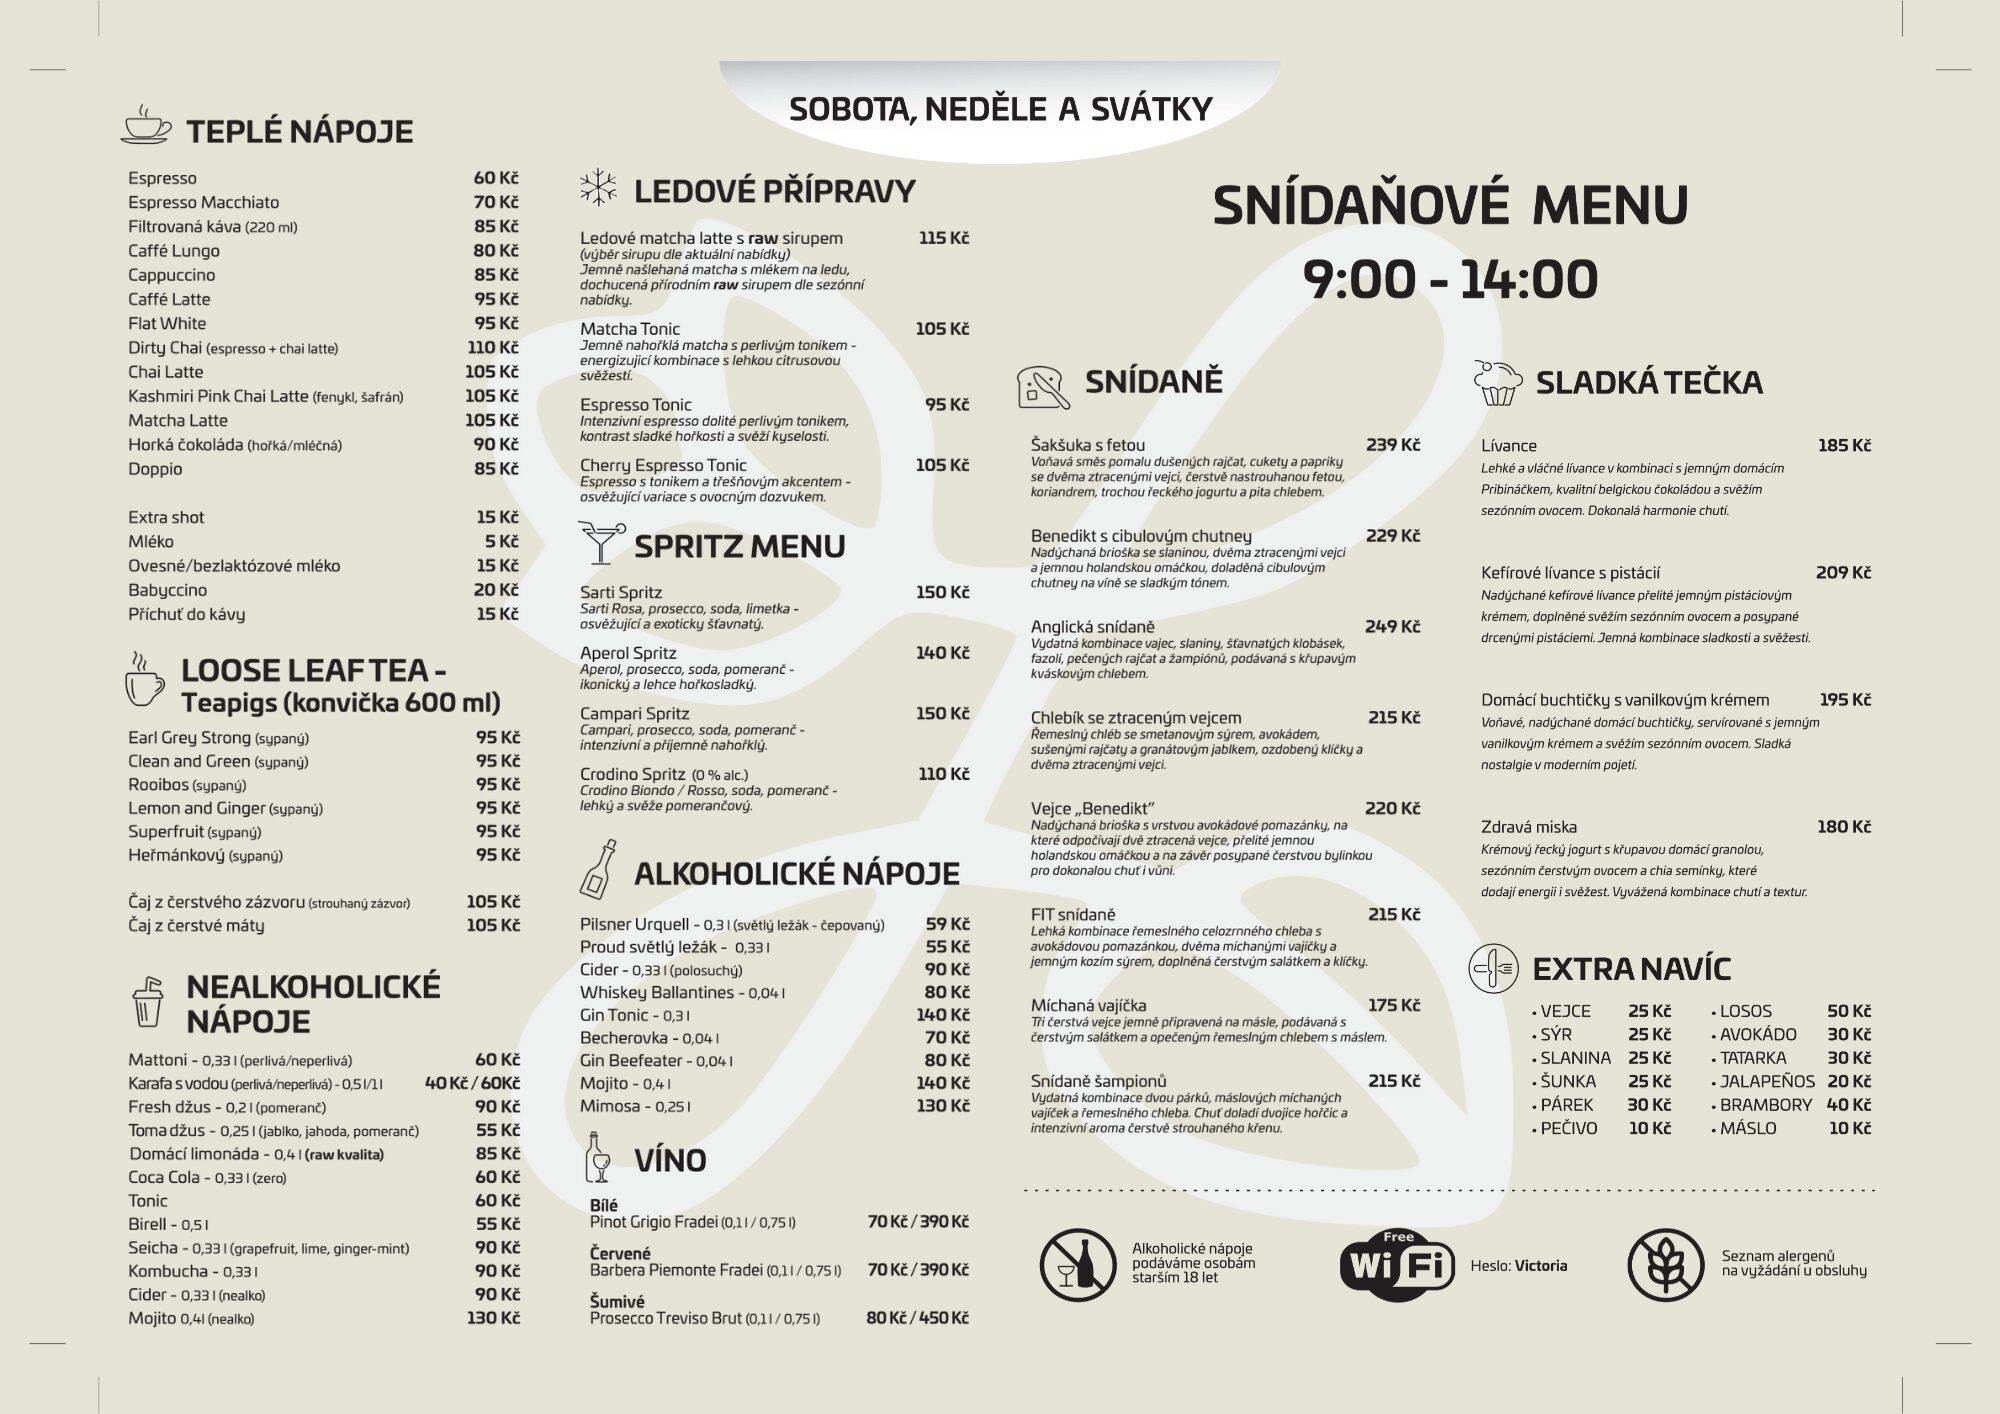 SOBOTA, NEDĚLE A SVÁTKY
TEPLÉ NÁPOJE
Espresso 60 Kč
Espresso Macchiato 70 Kč
Filtrovaná káva (220 ml) 85 Kč
Caffé Lungo 80 Kč
Cappuccino 85 Kč
Caffé Latte 95 Kč
Flat White 95 Kč
Dirty Chai (espresso + chai latte) 110 Kč
Chai Latte 105 Kč
Kashmiri Pink Chai Latte (fenykl, šafrán) 105 Kč
Matcha Latte 105 Kč
Horká čokoláda (hořká/mléčná) 90 Kč
Doppio 85 Kč
Extra shot 15 Kč
Mléko 5 Kč
Ovesné/bezlaktózové mléko 15 Kč
Babyccino 20 Kč
Příchuť do kávy 15 Kč
LOOSE LEAF TEA -
Teapigs (konvička 600 ml)
Earl Grey Strong (sypaný) 95 Kč
Clean and Green (sypaný) 95 Kč
Rooibos (sypaný) 95 Kč
Lemon and Ginger (sypaný) 95 Kč
Superfruit (sypaný) 95 Kč
Heřmánkový (sypaný) 95 Kč
Čaj z čerstvého zázvoru (strouhaný zázvor) 105 Kč
Čaj z čerstvé máty 105 Kč
NEALKOHOLICKÉ
NÁPOJE
Mattoni - 0,33 l (perlivá/neperlivá) 60 Kč
Karafa s vodou (perlivá/neperlivá) - 0,5 l/1 l 40 Kč / 60Kč
Fresh džus - 0,2 l (pomeranč) 90 Kč
Toma džus - 0,25 l (jablko, jahoda, pomeranč) 55 Kč
Domácí limonáda - 0,4 l (raw kvalita) 85 Kč
Coca Cola - 0,33 l (zero) 60 Kč
Tonic 60 Kč
Birell - 0,5 l 55 Kč
Seicha - 0,33 l (grapefruit, lime, ginger-mint) 90 Kč
Kombucha - 0,33 l 90 Kč
Cider - 0,33 l (nealko) 90 Kč
Mojito 0,4l (nealko) 130 Kč
LEDOVÉ PŘÍPRAVY
Ledové matcha latte s raw sirupem 115 Kč
(výběr sirupu dle aktuální nabídky)
Jemně našlehaná matcha s mlékem na ledu,
dochucená přírodním raw sirupem dle sezónní
nabídky.
Matcha Tonic 105 Kč
Jemně nahořklá matcha s perlivým tonikem -
energizujicí kombinace s lehkou citrusovou
svěžestí.
Espresso Tonic 95 Kč
Intenzivní espresso dolité perlivým tonikem,
kontrast sladké hořkosti a svěží kyselosti.
Cherry Espresso Tonic 105 Kč
Espresso s tonikem a třešňovým akcentem -
osvěžující variace s ovocným dozvukem.
SPRITZ MENU
Sarti Spritz 150 Kč
Sarti Rosa, prosecco, soda, limetka -
osvěžující a exoticky šťavnatý.
Aperol Spritz 140 Kč
Aperol, prosecco, soda, pomeranč -
ikonický a lehce hořkosladký.
Campari Spritz 150 Kč
Campari, prosecco, soda, pomeranč -
intenzivní a příjemně nahořklý.
Crodino Spritz (0 % alc.) 110 Kč
Crodino Biondo / Rosso, soda, pomeranč -
lehký a svěže pomerančový.
ALKOHOLICKÉ NÁPOJE
Pilsner Urquell - 0,3 l (světlý ležák - čepovaný) 59 Kč
Proud světlý ležák - 0,33 l 55 Kč
Cider - 0,33 l (polosuchý) 90 Kč
Whiskey Ballantines - 0,04 l 80 Kč
Gin Tonic - 0,3 l 140 Kč
Becherovka - 0,04 l 70 Kč
Gin Beefeater - 0,04 l 80 Kč
Mojito - 0,4 l 140 Kč
Mimosa - 0,25 l 130 Kč
VÍNO
Bílé
Pinot Grigio Fradei (0,1 l / 0,75 l) 70 Kč / 390 Kč
Červené
Barbera Piemonte Fradei (0,1 l / 0,75 l) 70 Kč / 390 Kč
Šumivé
Prosecco Treviso Brut (0,1 l / 0,75 l) 80 Kč / 450 Kč
SNÍDAŇOVÉ MENU
9:00 - 14:00
SNÍDANĚ
Šakšuka s fetou 239 Kč
Voňavá směs pomalu dušených rajčat, cukety a papriky
se dvěma ztracenými vejci, čerstvě nastrouhanou fetou,
koriandrem, trochou řeckého jogurtu a pita chlebem.
Benedikt s cibulovým chutney 229 Kč
Nadýchaná brioška se slaninou, dvěma ztracenými vejci
a jemnou holandskou omáčkou, doladěná cibulovým
chutney na víně se sladkým tónem.
Anglická snídaně 249 Kč
Vydatná kombinace vajec, slaniny, šťavnatých klobásek,
fazolí, pečených rajčat a žampiónů, podávaná s křupavým
kváskovým chlebem.
Chlebík se ztraceným vejcem 215 Kč
Řemeslný chléb se smetanovým sýrem, avokádem,
sušenými rajčaty a granátovým jablkem, ozdobený klíčky a
dvěma ztracenými vejci.
Vejce „Benedikt” 220 Kč
Nadýchaná brioška s vrstvou avokádové pomazánky, na
které odpočívají dvě ztracená vejce, přelité jemnou
holandskou omáčkou a na závěr posypané čerstvou bylinkou
pro dokonalou chuť i vůni.
FIT snídaně 215 Kč
Lehká kombinace řemeslného celozrnného chleba s
avokádovou pomazánkou, dvěma míchanými vajíčky a
jemným kozím sýrem, doplněná čerstvým salátkem a klíčky.
Míchaná vajíčka 175 Kč
Tři čerstvá vejce jemně připravená na másle, podávaná s
čerstvým salátkem a opečeným řemeslným chlebem s máslem.
Snídaně šampionů 215 Kč
Vydatná kombinace dvou párků, máslových míchaných
vajíček a řemeslného chleba. Chuť doladí dvojice hořčic a
intenzivní aroma čerstvě strouhaného křenu.
SLADKÁ TEČKA
Lívance 185 Kč
Lehké a vláčné lívance v kombinaci s jemným domácím
Pribináčkem, kvalitní belgickou čokoládou a svěžím
sezónním ovocem. Dokonalá harmonie chutí.
Kefírové lívance s pistácií 209 Kč
Nadýchané kefírové lívance přelité jemným pistáciovým
krémem, doplněné svěžím sezónním ovocem a posypané
drcenými pistáciemi. Jemná kombinace sladkosti a svěžesti.
Domácí buchtičky s vanilkovým krémem 195 Kč
Voňavé, nadýchané domácí buchtičky, servírované s jemným
vanilkovým krémem a svěžím sezónním ovocem. Sladká
nostalgie v moderním pojetí.
Zdravá miska 180 Kč
Krémový řecký jogurt s křupavou domácí granolou,
sezónním čerstvým ovocem a chia semínky, které
dodají energii i svěžest. Vyvážená kombinace chutí a textur.
EXTRA NAVÍC
• VEJCE 25 Kč • LOSOS 50 Kč
• SÝR 25 Kč • AVOKÁDO 30 Kč
• SLANINA 25 Kč • TATARKA 30 Kč
• ŠUNKA 25 Kč • JALAPEÑOS 20 Kč
• PÁREK 30 Kč • BRAMBORY 40 Kč
• PEČIVO 10 Kč • MÁSLO 10 Kč
Alkoholické nápoje
podáváme osobám
starším 18 let
Free
Wi Fi
Heslo: Victoria
Seznam alergenů
na vyžádání u obsluhy